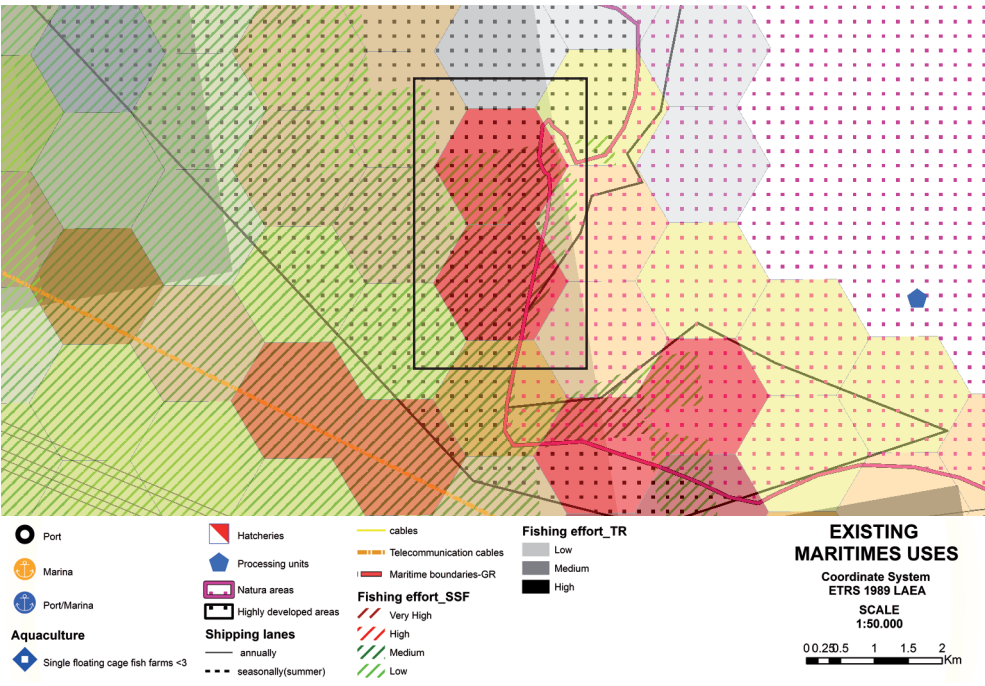 Port
Marina
Port/Marina
Aquaculture
Single floating cage fish farms <3
Hatcheries
Processing units
Natura areas
Highly developed areas
Shipping lanes
annually
seasonally(summer)
cables
Telecommunication cables
Maritime boundaries-GR
Fishing effort_SSF
Very High
High
Medium
Low
Fishing effort_TR
Low
Medium
High
EXISTING
MARITIMES USES
Coordinate System
ETRS 1989 LAEA
SCALE
1:50.000
0 0.25 0.5 1 1.5 2
Km